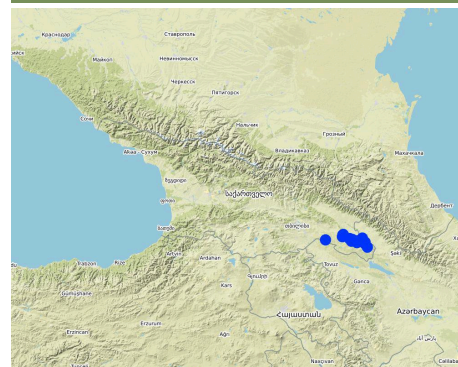 Краснодар
Ставрополь
Невинномысск
Майкоп
Черкесск
Пятигорск
Сочи
Нальчик
Грозный
Владикавказ
Махачкала
Аҟәа - Сухум
ზუგდიდი
საქართველო
Дербент
ფოთი
თბილისი
ბათუმი
Şəki
Artvin
Ardahan
Tovuz
Trabzon
Rize
Գյումրի
Gəncə
Gümüşhane
Kars
Azərbaycan
Հայաստան
Erzurum
Erzincan
Ağrı
Naxçıvan